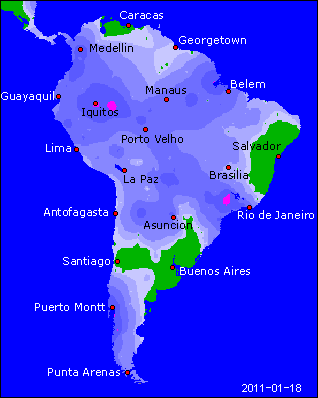 Caracas
Georgetown
Medellin
Belem
Manaus
Guayaquil
Iquitos
Porto Velho
Salvador
Lima
Brasilia
La Paz
Antofagasta
Rio de Janeiro
Asuncion
Santiago
Buenos Aires
Puerto Montt
Punta Arenas
2011-01-18